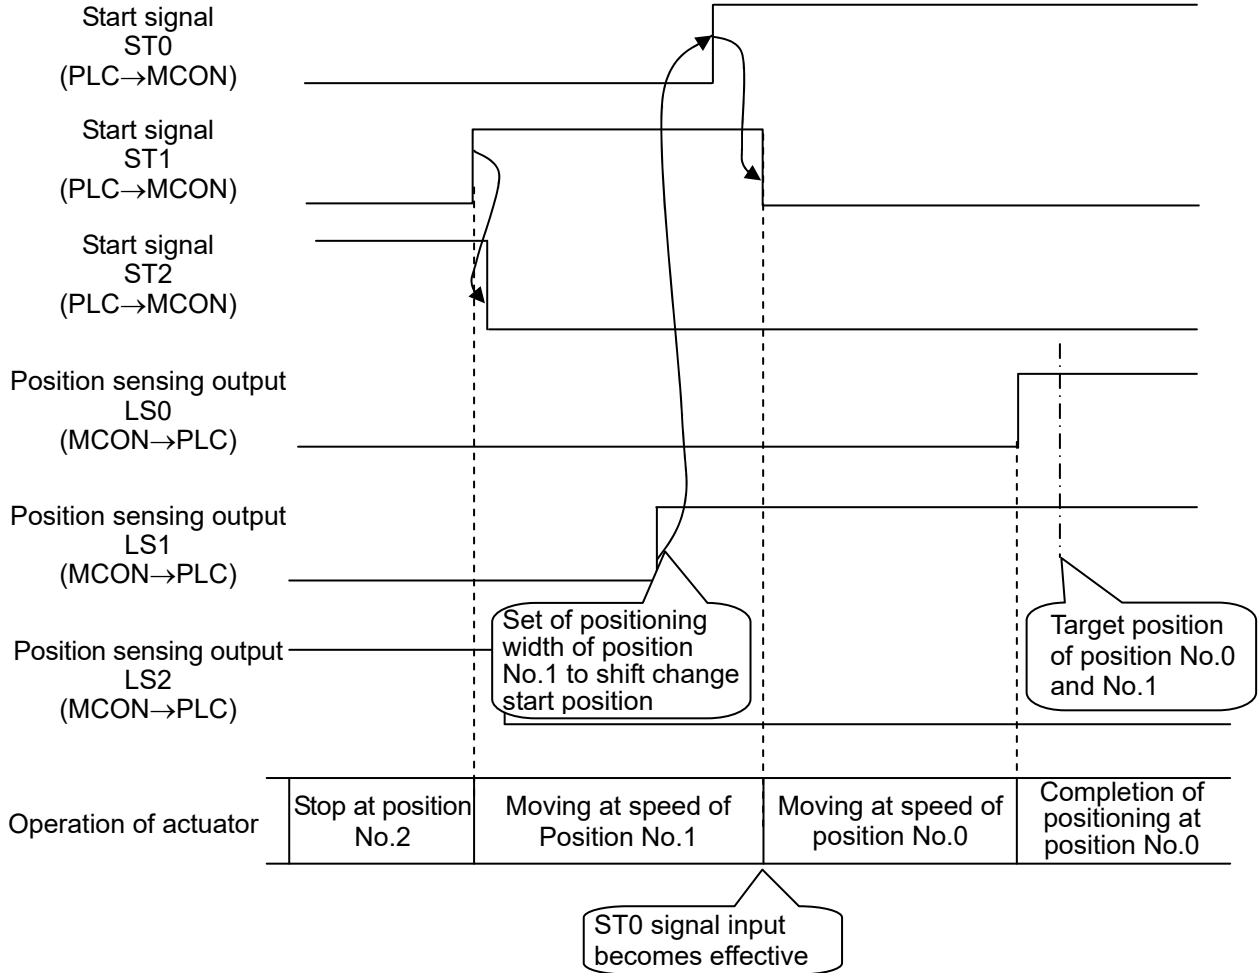 Start signal
ST0
(PLC→MCON)
Start signal
ST1
(PLC→MCON)
Start signal
ST2
(PLC→MCON)
Position sensing output
LS0
(MCON→PLC)
Position sensing output
LS1
(MCON→PLC)
Set of positioning
width of position
No.1 to shift change
start position
Target position
of position No.0
and No.1
Position sensing output
LS2
(MCON→PLC)
Operation of actuator
Stop at position
No.2
Moving at speed of
Position No.1
Moving at speed of
position No.0
Completion of
positioning at
position No.0
ST0 signal input
becomes effective